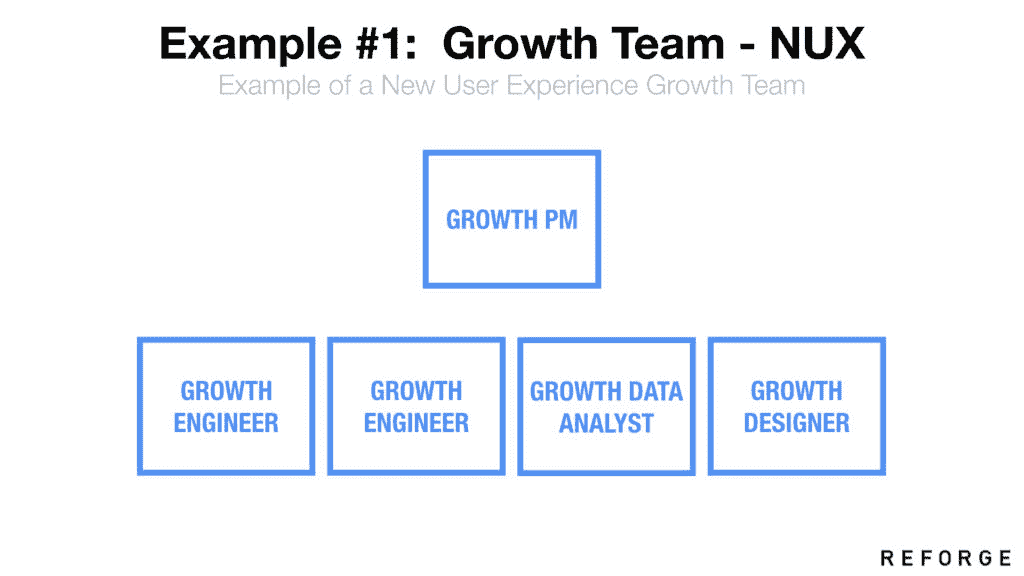 Example #1:  Growth Team - NUX
Example of a New User Experience Growth Team
GROWTH PM
GROWTH
ENGINEER
GROWTH
ENGINEER
GROWTH DATA
ANALYST
GROWTH
DESIGNER
REFORGE